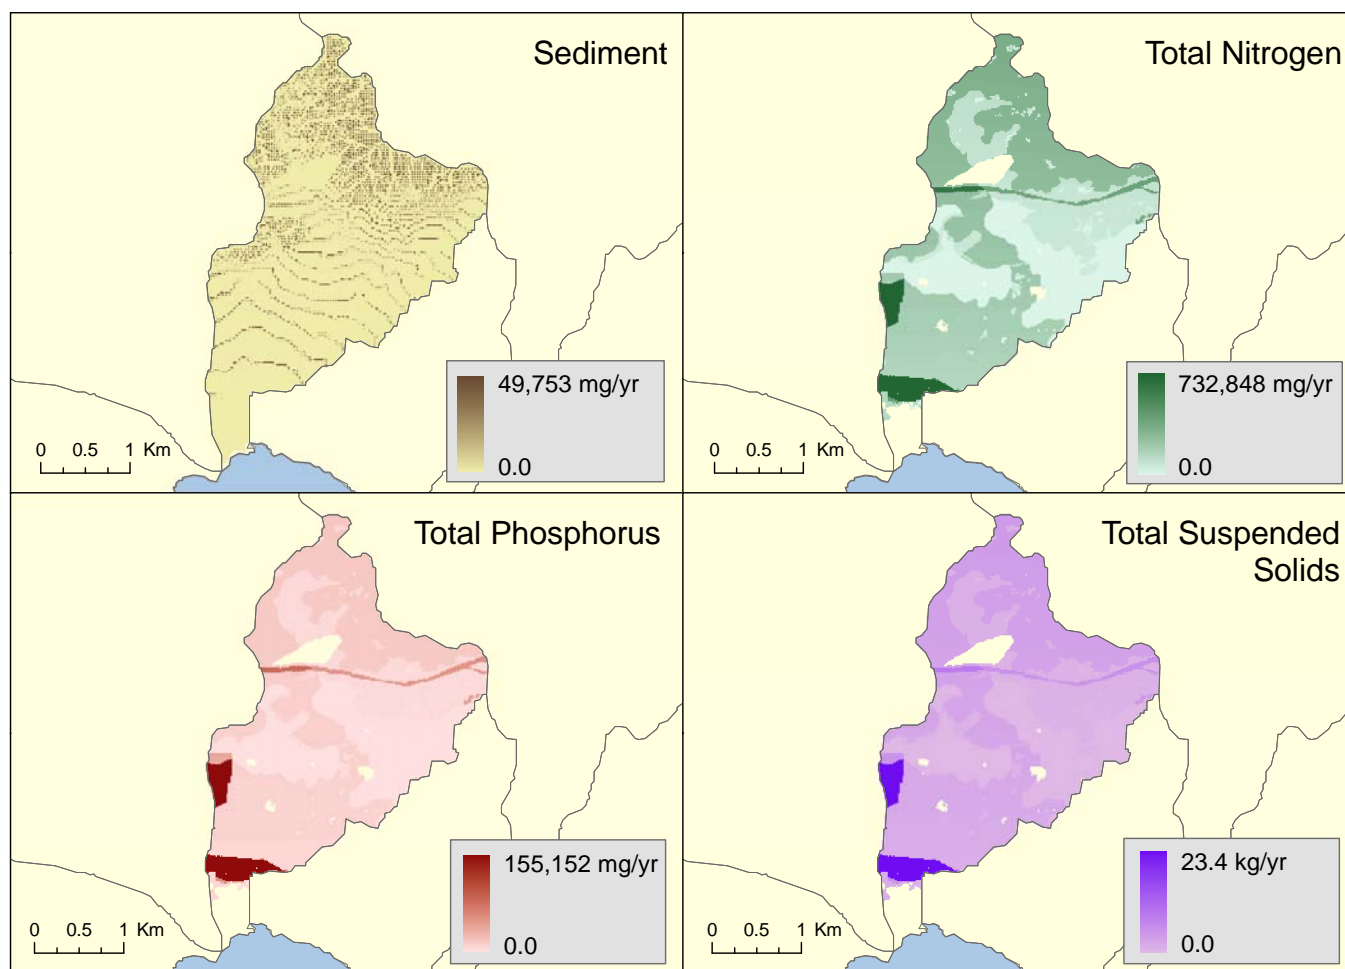 Sediment
49,753 mg/yr
0.0
0 0.5 1 Km
Total Nitrogen
732,848 mg/yr
0.0
0 0.5 1 Km
Total Phosphorus
155,152 mg/yr
0.0
0 0.5 1 Km
Total Suspended
Solids
23.4 kg/yr
0.0
0 0.5 1 Km